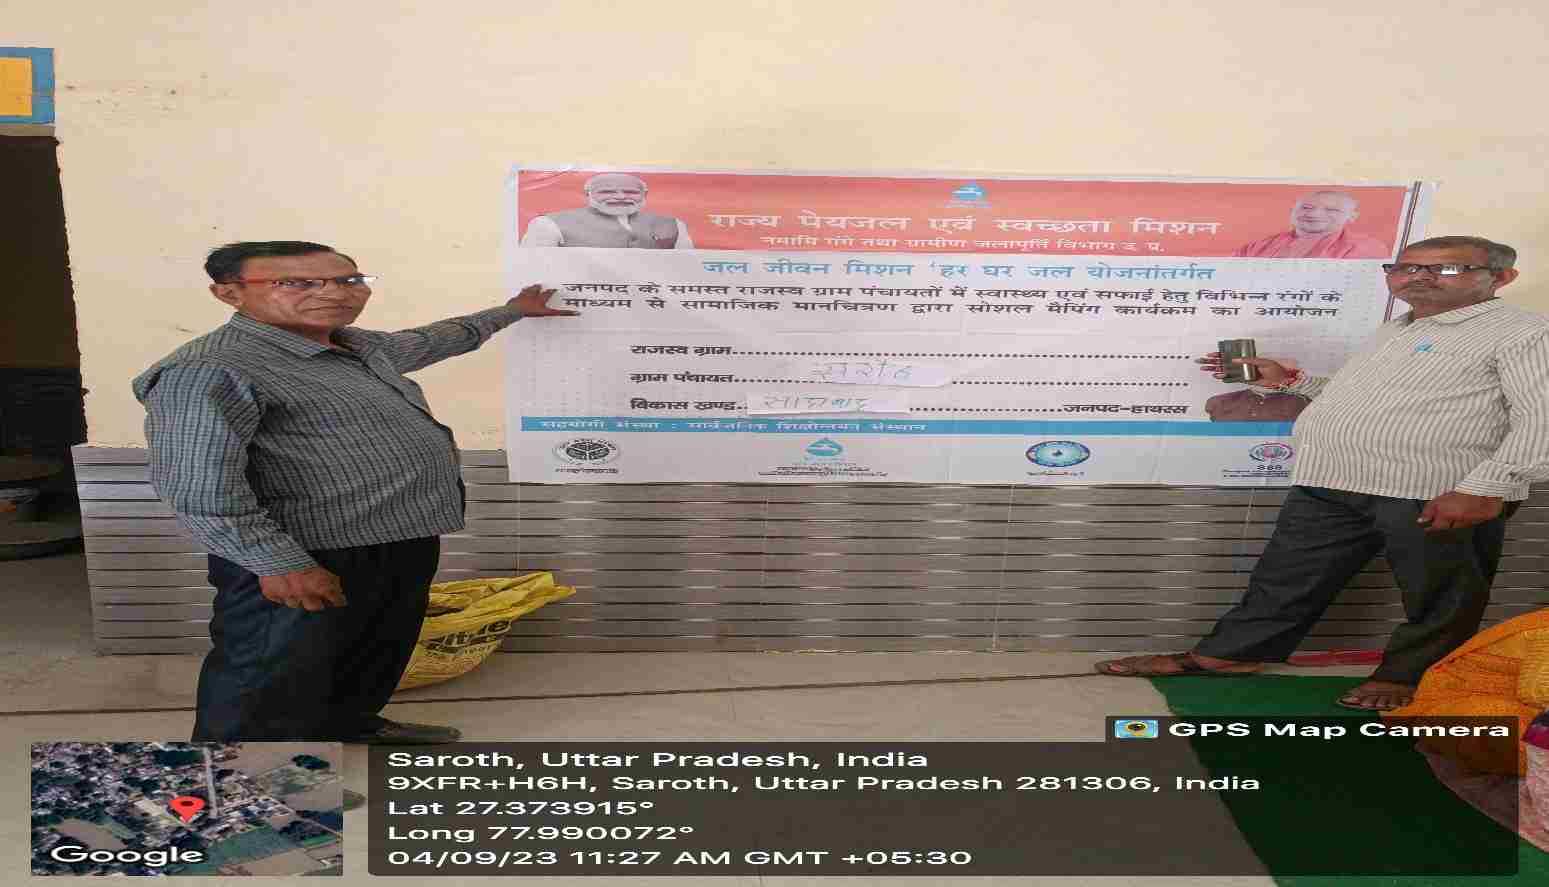 राज्य पेयजल एवं स्वच्छता मिशन
नमामि गंगे तथा ग्रामीण जलापूर्ति विभाग उ. प्र.
जल जीवन मिशन 'हर घर जल योजनांतर्गत
जनपद के समस्त राजस्व ग्राम पंचायतों में स्वास्थ्य एवं सफाई हेतु विभिन्न रंगों के
माध्यम से सामाजिक मानचित्रण द्वारा सोशल मैपिंग कार्यक्रम का आयोजन
राजस्व ग्राम
ग्राम पंचायत सरौठ
विकास खण्ड सादाबाद जनपद-हाथरस
सहयोगी संस्था : सार्वजनिक शिक्षोन्नयन संस्थान
GPS Map Camera
Saroth, Uttar Pradesh, India
9XFR+H6H, Saroth, Uttar Pradesh 281306, India
Lat 27.373915°
Long 77.990072°
04/09/23 11:27 AM GMT +05:30
Google